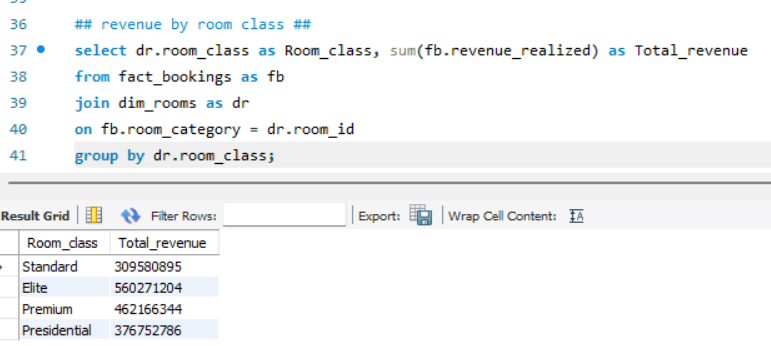 36 ## revenue by room class ##
37 select dr.room_class as Room_class, sum(fb.revenue_realized) as Total_revenue
38 from fact_bookings as fb
39 join dim_rooms as dr
40 on fb.room_category = dr.room_id
41 group by dr.room_class;
Result Grid Filter Rows: Export: Wrap Cell Content: IA
Room_class Total_revenue
Standard 309580895
Elite 560271204
Premium 462166344
Presidential 376752786